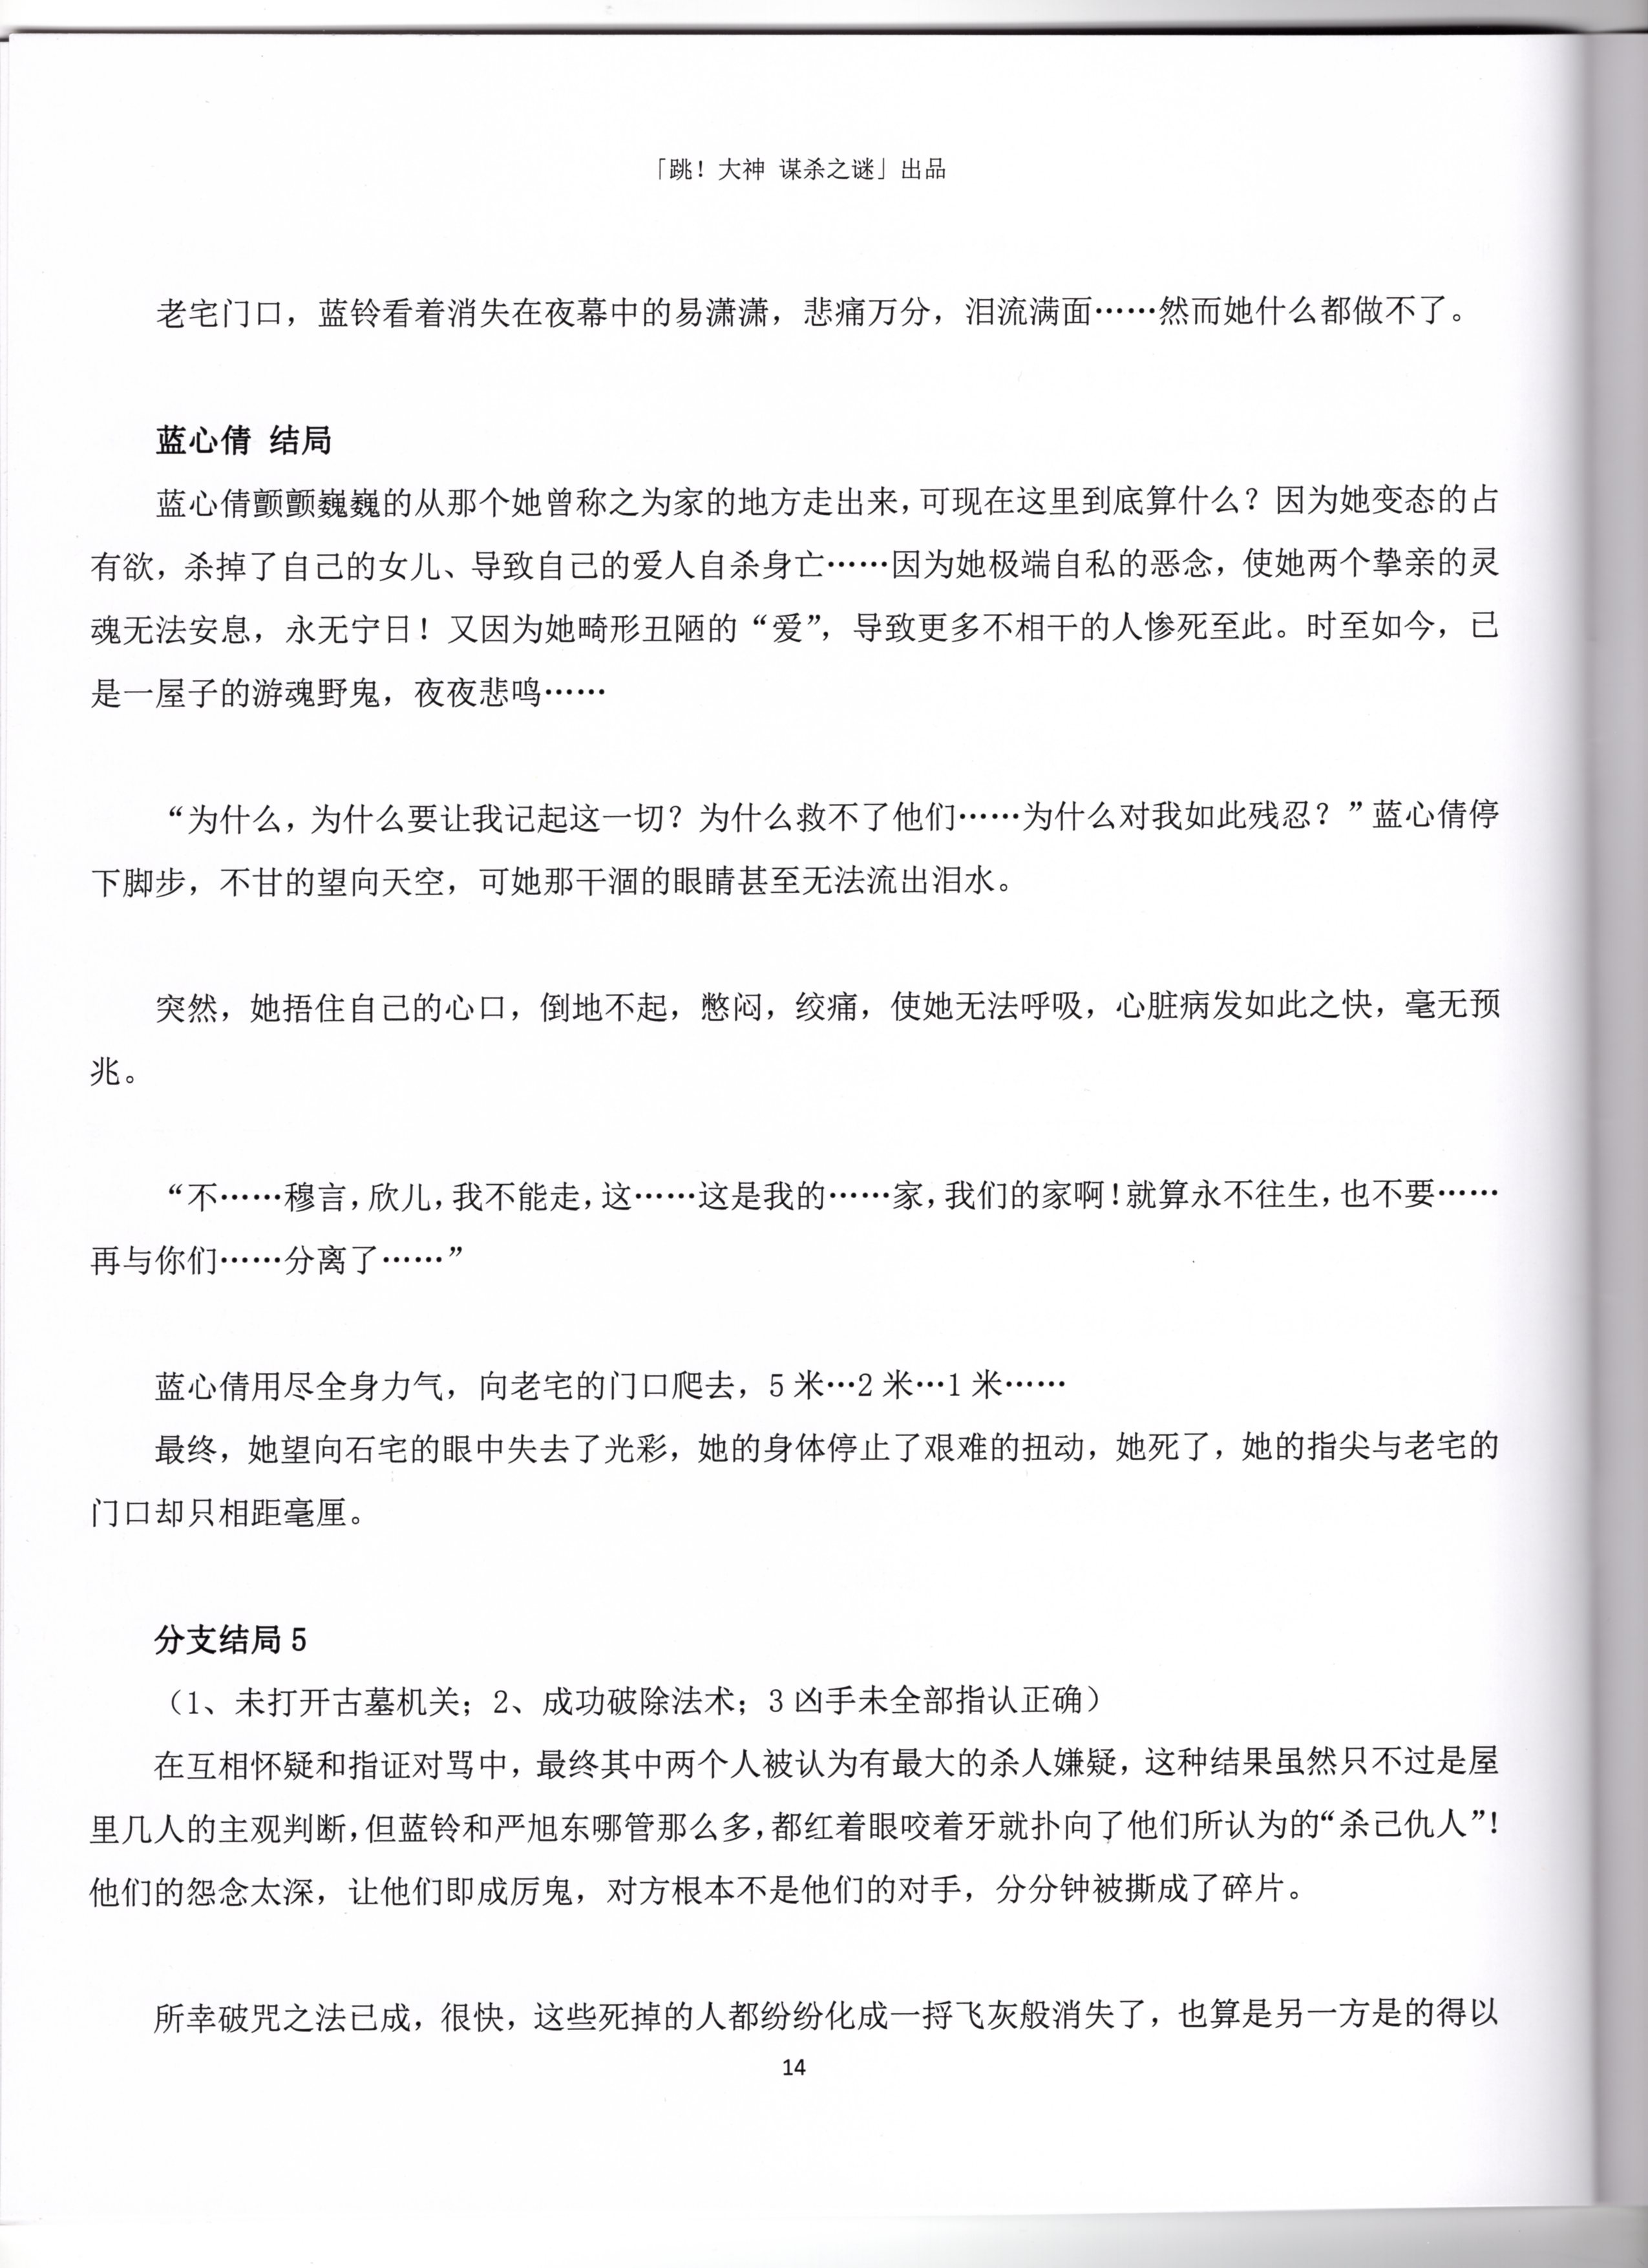 「跳！大神 谋杀之谜」出品
老宅门口，蓝铃看着消失在夜幕中的易潇潇，悲痛万分，泪流满面……然而她什么都做不了。
蓝心倩 结局
蓝心倩颤颤巍巍的从那个她曾称之为家的地方走出来，可现在这里到底算什么？因为她变态的占
有欲，杀掉了自己的女儿、导致自己的爱人自杀身亡……因为她极端自私的恶念，使她两个挚亲的灵
魂无法安息，永无宁日！又因为她畸形丑陋的“爱”，导致更多不相干的人惨死至此。时至如今，已
是一屋子的游魂野鬼，夜夜悲鸣……
“为什么，为什么要让我记起这一切？为什么救不了他们……为什么对我如此残忍？”蓝心倩停
下脚步，不甘的望向天空，可她那干涸的眼睛甚至无法流出泪水。
突然，她捂住自己的心口，倒地不起，憋闷，绞痛，使她无法呼吸，心脏病发如此之快，毫无预
兆。
“不……穆言，欣儿，我不能走，这……这是我的……家，我们的家啊！就算永不往生，也不要……
再与你们……分离了……”
蓝心倩用尽全身力气，向老宅的门口爬去，5 米…2 米…1 米……
最终，她望向石宅的眼中失去了光彩，她的身体停止了艰难的扭动，她死了，她的指尖与老宅的
门口却只相距毫厘。
分支结局 5
（1、未打开古墓机关；2、成功破除法术；3 凶手未全部指认正确）
在互相怀疑和指证对骂中，最终其中两个人被认为有最大的杀人嫌疑，这种结果虽然只不过是屋
里几人的主观判断，但蓝铃和严旭东哪管那么多，都红着眼咬着牙就扑向了他们所认为的“杀己仇人”！
他们的怨念太深，让他们即成厉鬼，对方根本不是他们的对手，分分钟被撕成了碎片。
所幸破咒之法已成，很快，这些死掉的人都纷纷化成一捋飞灰般消失了，也算是另一方是的得以
14